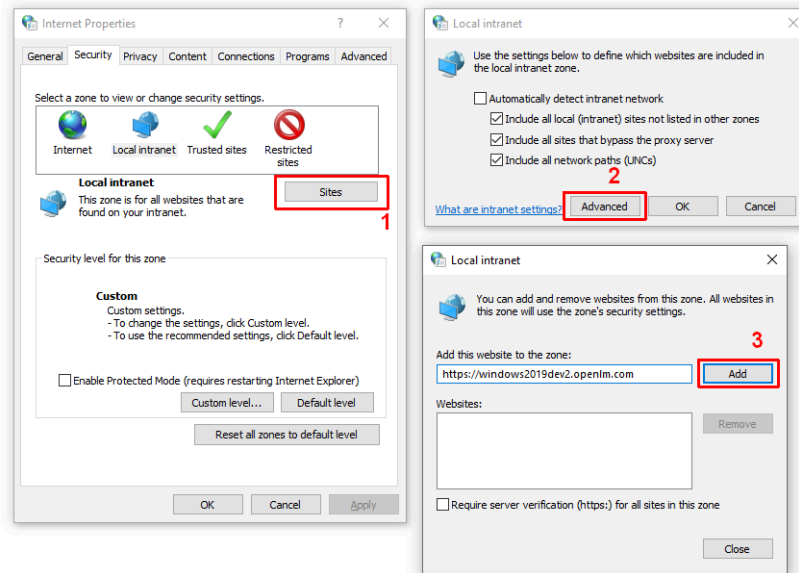 Internet Properties
General Security Privacy Content Connections Programs Advanced
Select a zone to view or change security settings.
Internet
Local intranet
Trusted sites
Restricted
sites
Local intranet
This zone is for all websites that are
found on your intranet.
Sites
1
Security level for this zone
Custom
Custom settings.
- To change the settings, click Custom level.
- To use the recommended settings, click Default level.
Enable Protected Mode (requires restarting Internet Explorer)
Custom level... Default level
Reset all zones to default level
OK Cancel Apply
Local intranet
Use the settings below to define which websites are included in
the local intranet zone.
Automatically detect intranet network
Include all local (intranet) sites not listed in other zones
Include all sites that bypass the proxy server
Include all network paths (UNCs)
2
What are intranet settings? Advanced OK Cancel
Local intranet
You can add and remove websites from this zone. All websites in
this zone will use the zone's security settings.
3
Add this website to the zone:
https://windows2019dev2.openlm.com Add
Websites:
Remove
Require server verification (https:) for all sites in this zone
Close